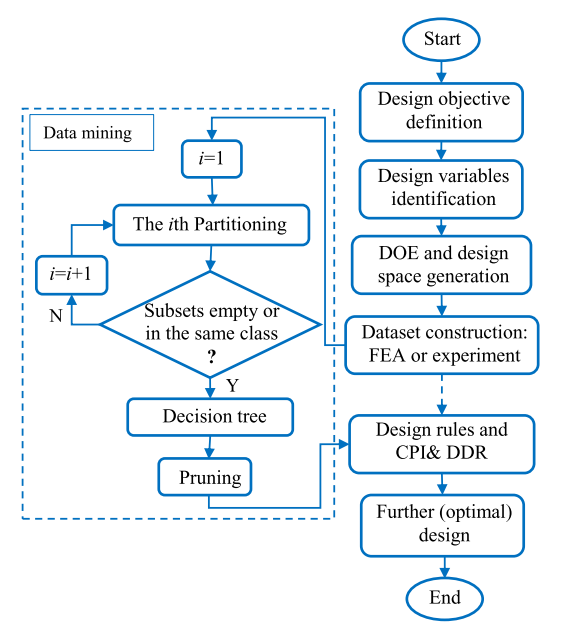 Start
Design objective
definition
Design variables
identification
DOE and design
space generation
Dataset construction:
FEA or experiment
Data mining
i=1
The ith Partitioning
i=i+1
Subsets empty or
in the same class
?
N
Y
Decision tree
Pruning
Design rules and
CPI& DDR
Further (optimal)
design
End